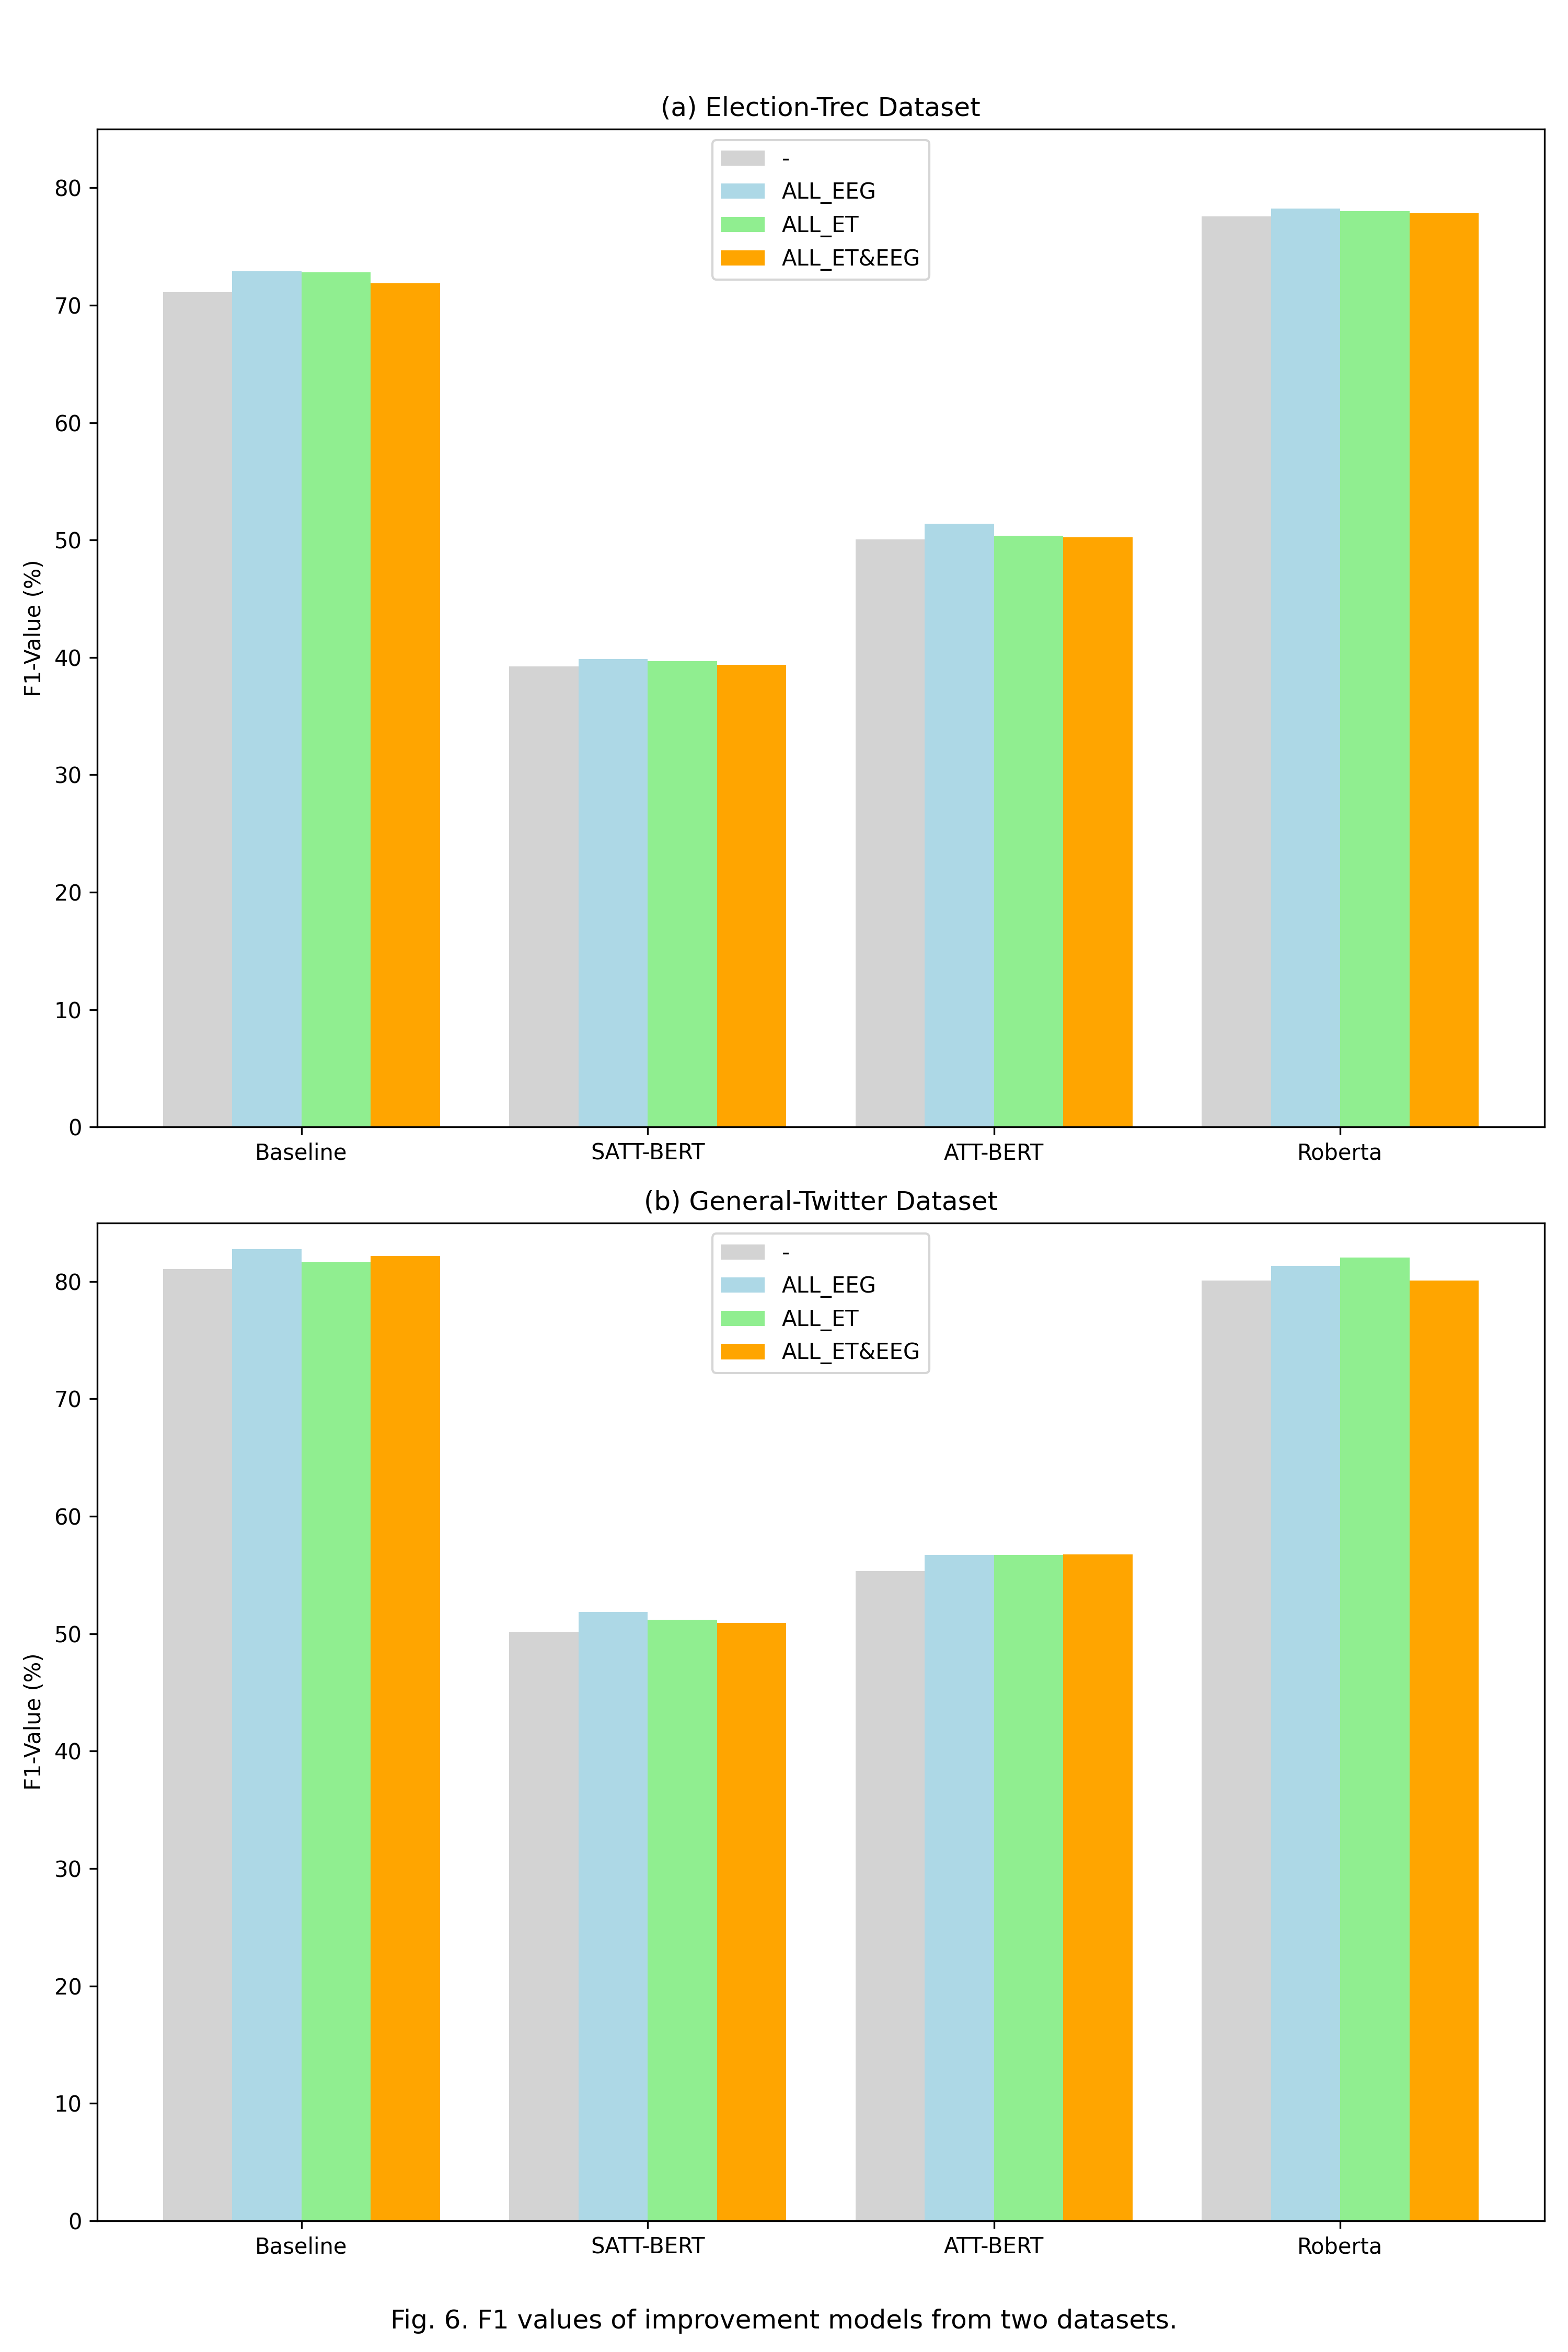 (a) Election-Trec Dataset
-
ALL_EEG
ALL_ET
ALL_ET&EEG
F1-Value (%)
80
70
60
50
40
30
20
10
0
Baseline SATT-BERT ATT-BERT Roberta
(b) General-Twitter Dataset
-
ALL_EEG
ALL_ET
ALL_ET&EEG
F1-Value (%)
80
70
60
50
40
30
20
10
0
Baseline SATT-BERT ATT-BERT Roberta
Fig. 6. F1 values of improvement models from two datasets.